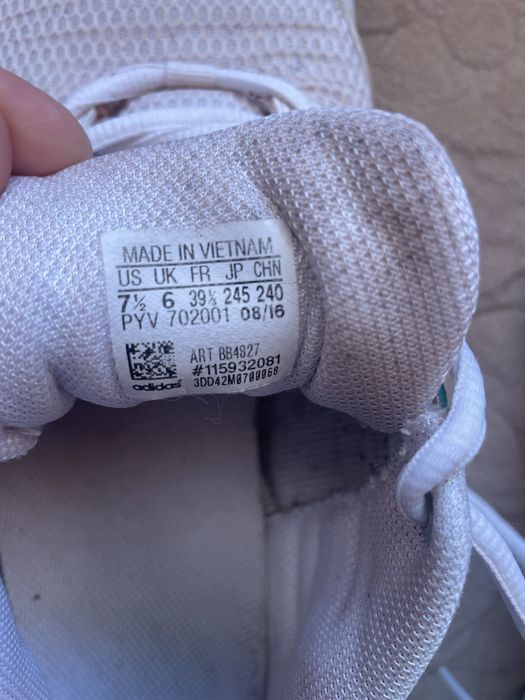 MADE IN VIETNAM
US UK FR JP CHN
7½ 6 39⅓ 245 240
PYV 702001 08/16
ART BB4827
#115932081
adidas 3DD42M0700068